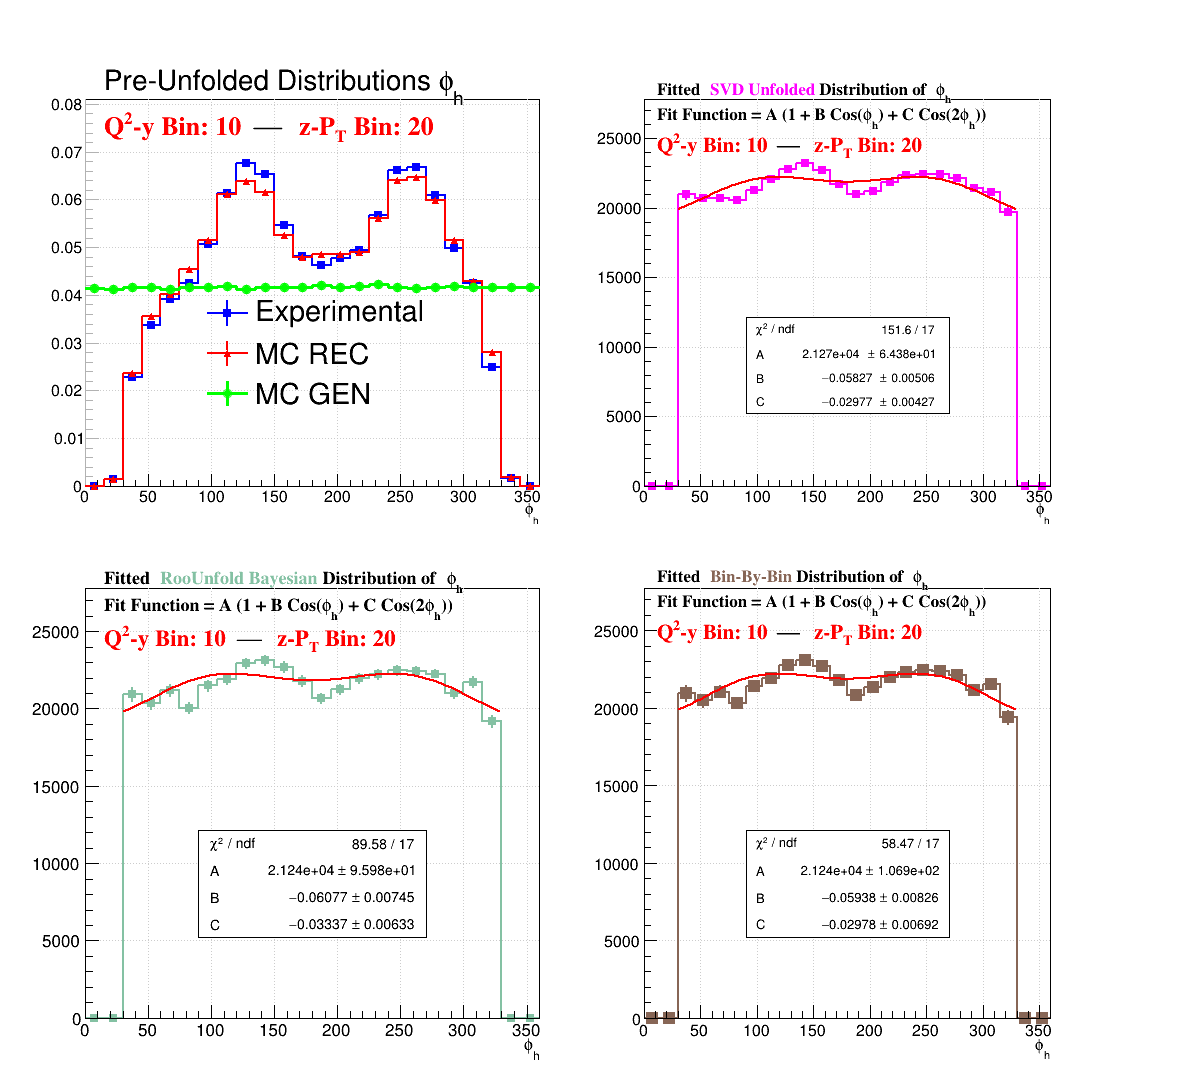 Pre-Unfolded Distributions ϕh
Q²-y Bin: 10 — z-PT Bin: 20
0.08
0.07
0.06
0.05
0.04
0.03
0.02
0.01
0
Experimental
MC REC
MC GEN
0 50 100 150 200 250 300 350
ϕh
Fitted SVD Unfolded Distribution of ϕh
Fit Function = A (1 + B Cos(ϕh) + C Cos(2ϕh))
Q²-y Bin: 10 — z-PT Bin: 20
25000
20000
15000
10000
5000
0
χ² / ndf 151.6 / 17
A 2.127e+04 ± 6.438e+01
B −0.05827 ± 0.00506
C −0.02977 ± 0.00427
0 50 100 150 200 250 300 350
ϕh
Fitted RooUnfold Bayesian Distribution of ϕh
Fit Function = A (1 + B Cos(ϕh) + C Cos(2ϕh))
Q²-y Bin: 10 — z-PT Bin: 20
25000
20000
15000
10000
5000
0
χ² / ndf 89.58 / 17
A 2.124e+04 ± 9.598e+01
B −0.06077 ± 0.00745
C −0.03337 ± 0.00633
0 50 100 150 200 250 300 350
ϕh
Fitted Bin-By-Bin Distribution of ϕh
Fit Function = A (1 + B Cos(ϕh) + C Cos(2ϕh))
Q²-y Bin: 10 — z-PT Bin: 20
25000
20000
15000
10000
5000
0
χ² / ndf 58.47 / 17
A 2.124e+04 ± 1.069e+02
B −0.05938 ± 0.00826
C −0.02978 ± 0.00692
0 50 100 150 200 250 300 350
ϕh